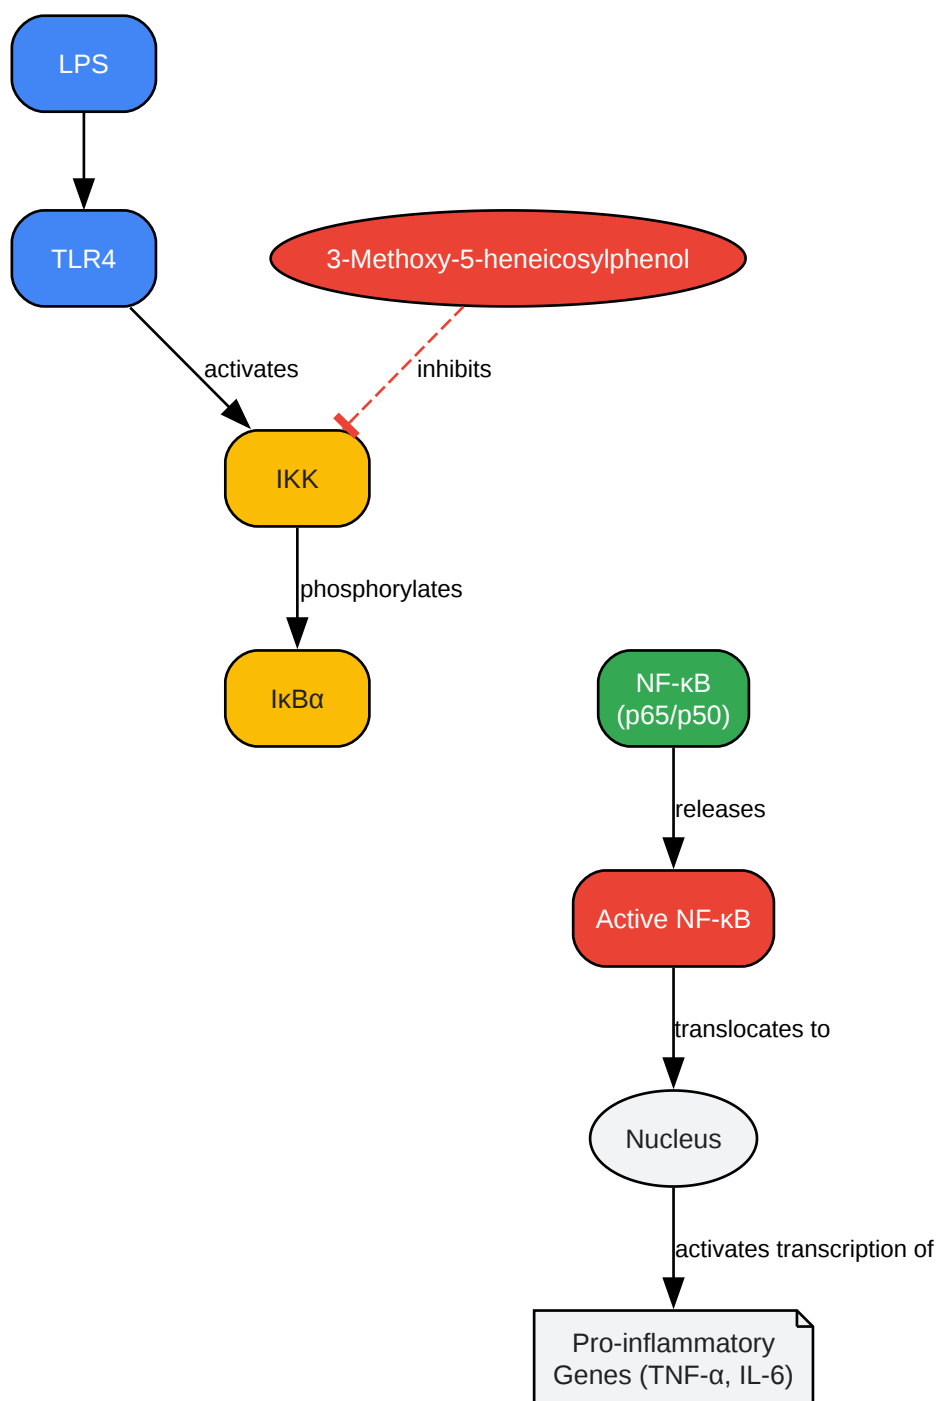 LPS
TLR4
3-Methoxy-5-heneicosylphenol
activates
inhibits
IKK
phosphorylates
IκBα
NF-κB
(p65/p50)
releases
Active NF-κB
translocates to
Nucleus
activates transcription of
Pro-inflammatory
Genes (TNF-α, IL-6)